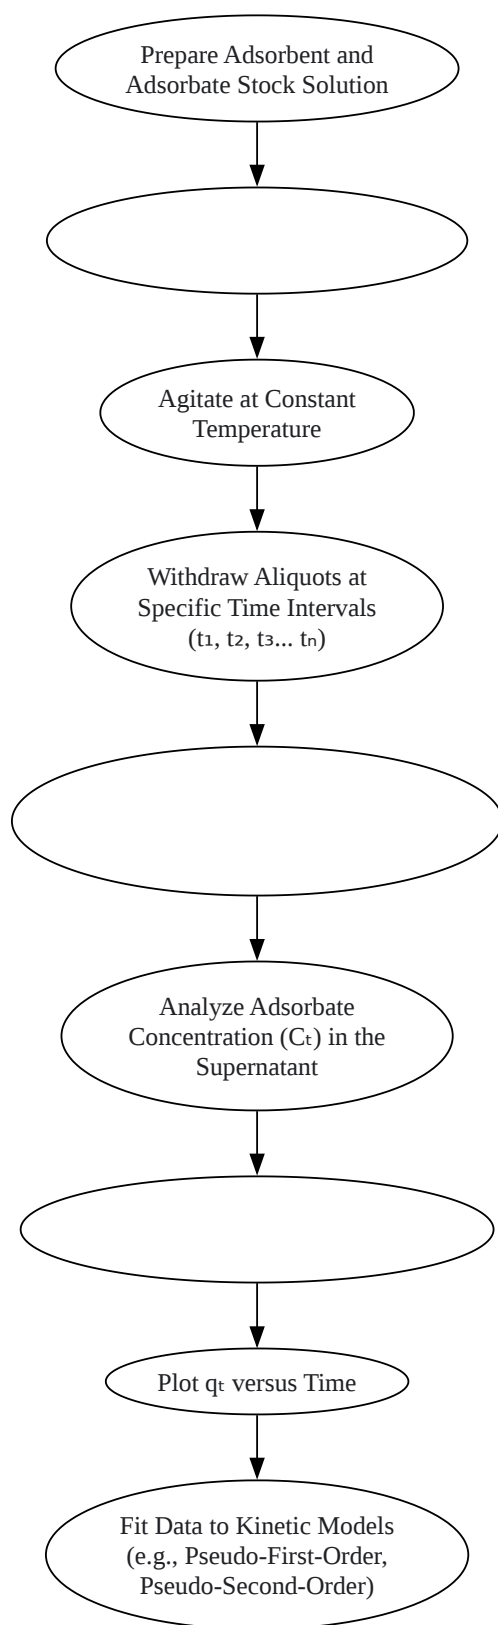 Prepare Adsorbent and
Adsorbate Stock Solution
Agitate at Constant
Temperature
Withdraw Aliquots at
Specific Time Intervals
(t₁, t₂, t₃... tₙ)
Analyze Adsorbate
Concentration (Cₜ) in the
Supernatant
Plot qₜ versus Time
Fit Data to Kinetic Models
(e.g., Pseudo-First-Order,
Pseudo-Second-Order)